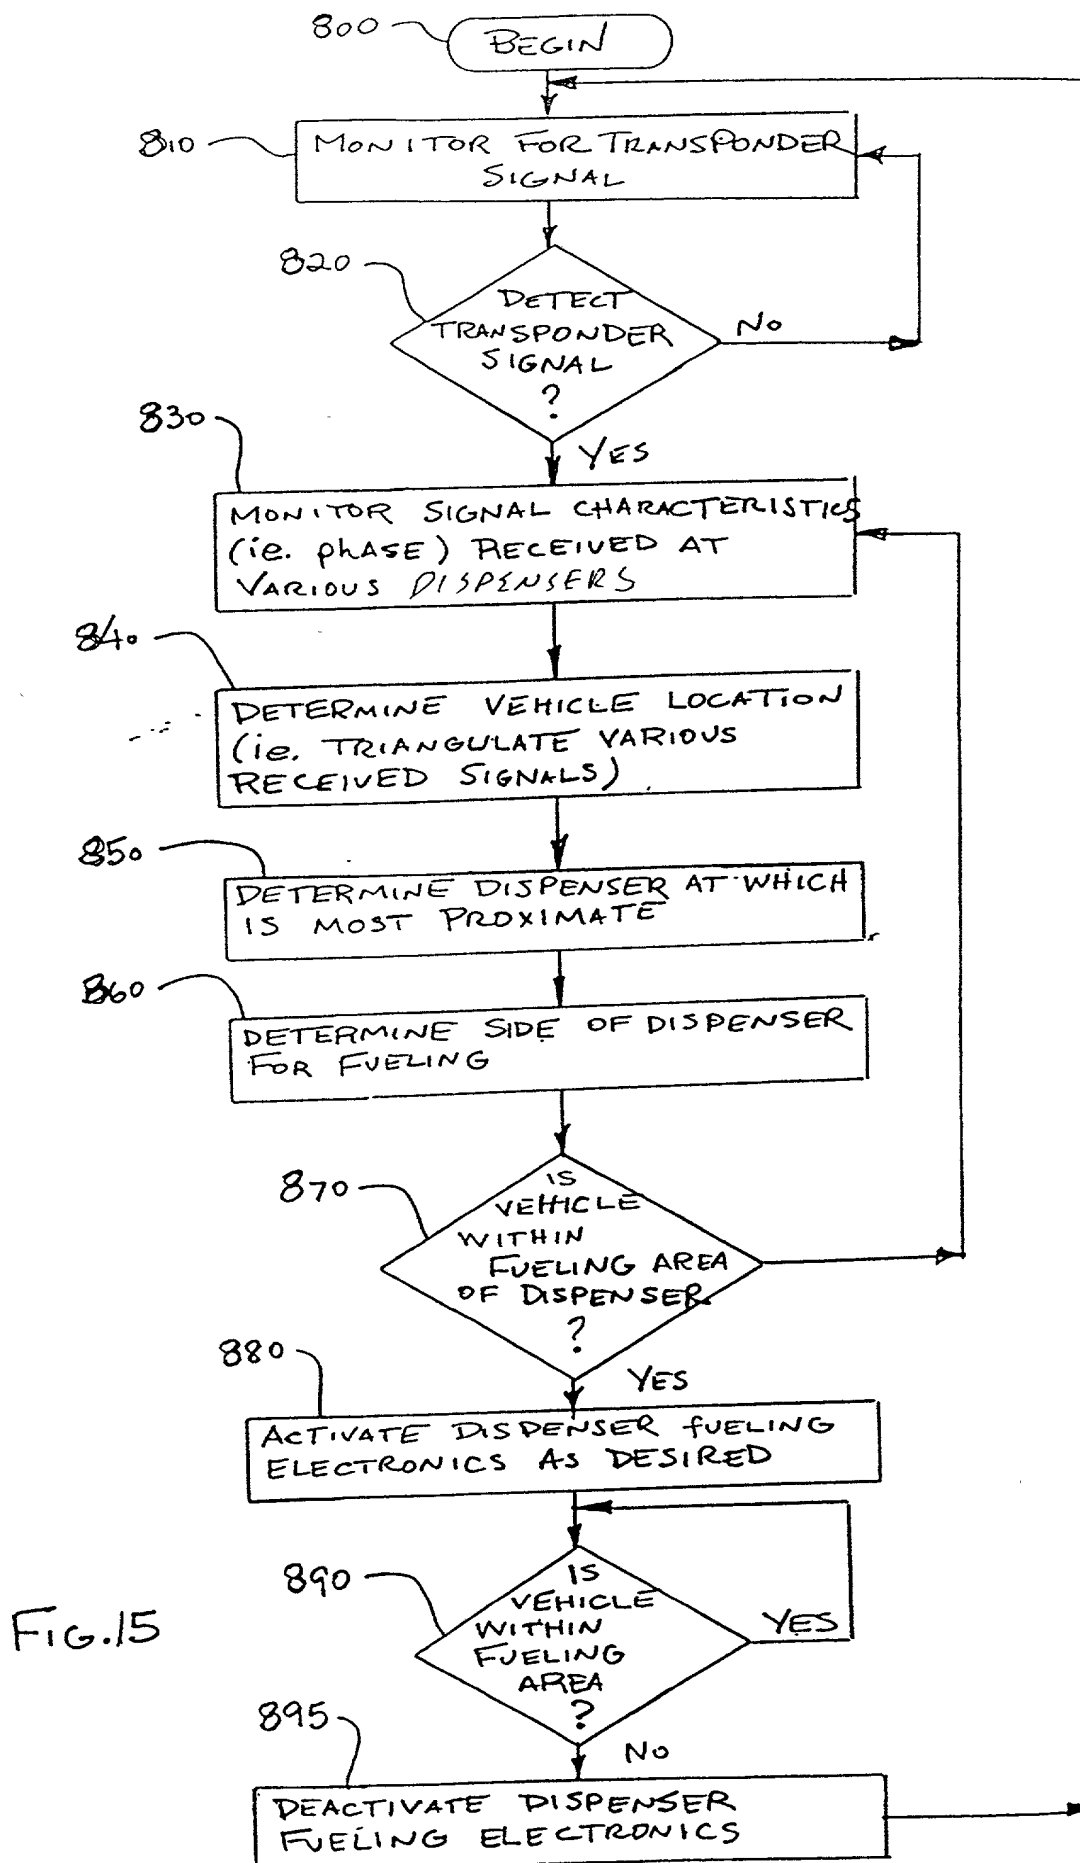 800
BEGIN
810
MONITOR FOR TRANSPONDER
SIGNAL
820
DETECT
TRANSPONDER
SIGNAL
?
NO
YES
830
MONITOR SIGNAL CHARACTERISTICS
(ie. PHASE) RECEIVED AT
VARIOUS DISPENSERS
840
DETERMINE VEHICLE LOCATION
(ie. TRIANGULATE VARIOUS
RECEIVED SIGNALS)
850
DETERMINE DISPENSER AT WHICH
IS MOST PROXIMATE
860
DETERMINE SIDE OF DISPENSER
FOR FUELING
870
IS
VEHICLE
WITHIN
FUELING AREA
OF DISPENSER
?
YES
880
ACTIVATE DISPENSER FUELING
ELECTRONICS AS DESIRED
890
IS
VEHICLE
WITHIN
FUELING
AREA
?
YES
NO
FIG.15
895
DEACTIVATE DISPENSER
FUELING ELECTRONICS